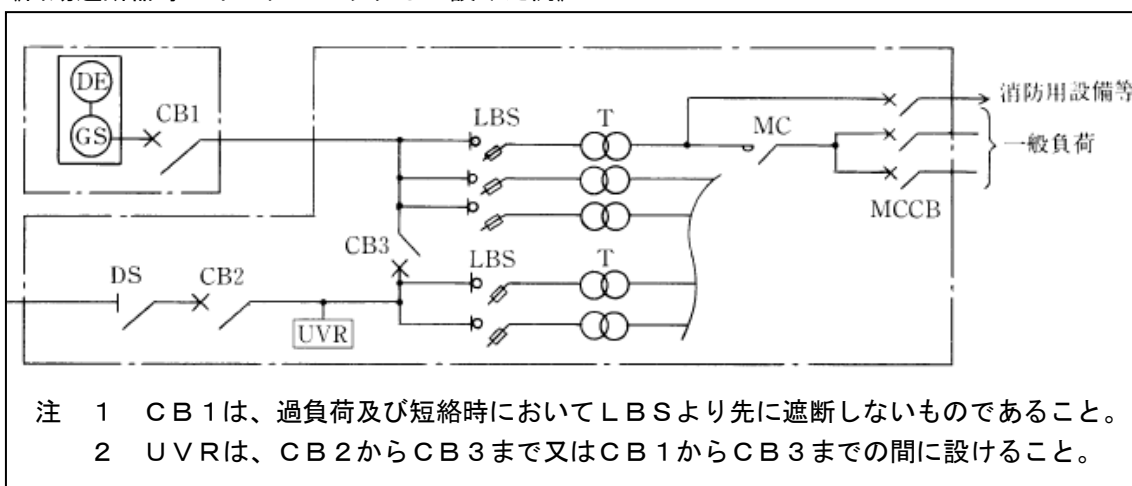 DE
GS
CB1
LBS
T
MC
消防用設備等
一般負荷
MCCB
CB3
LBS
T
DS
CB2
UVR
注 1 CB1は、過負荷及び短絡時においてLBSより先に遮断しないものであること。
2 UVRは、CB2からCB3まで又はCB1からCB3までの間に設けること。